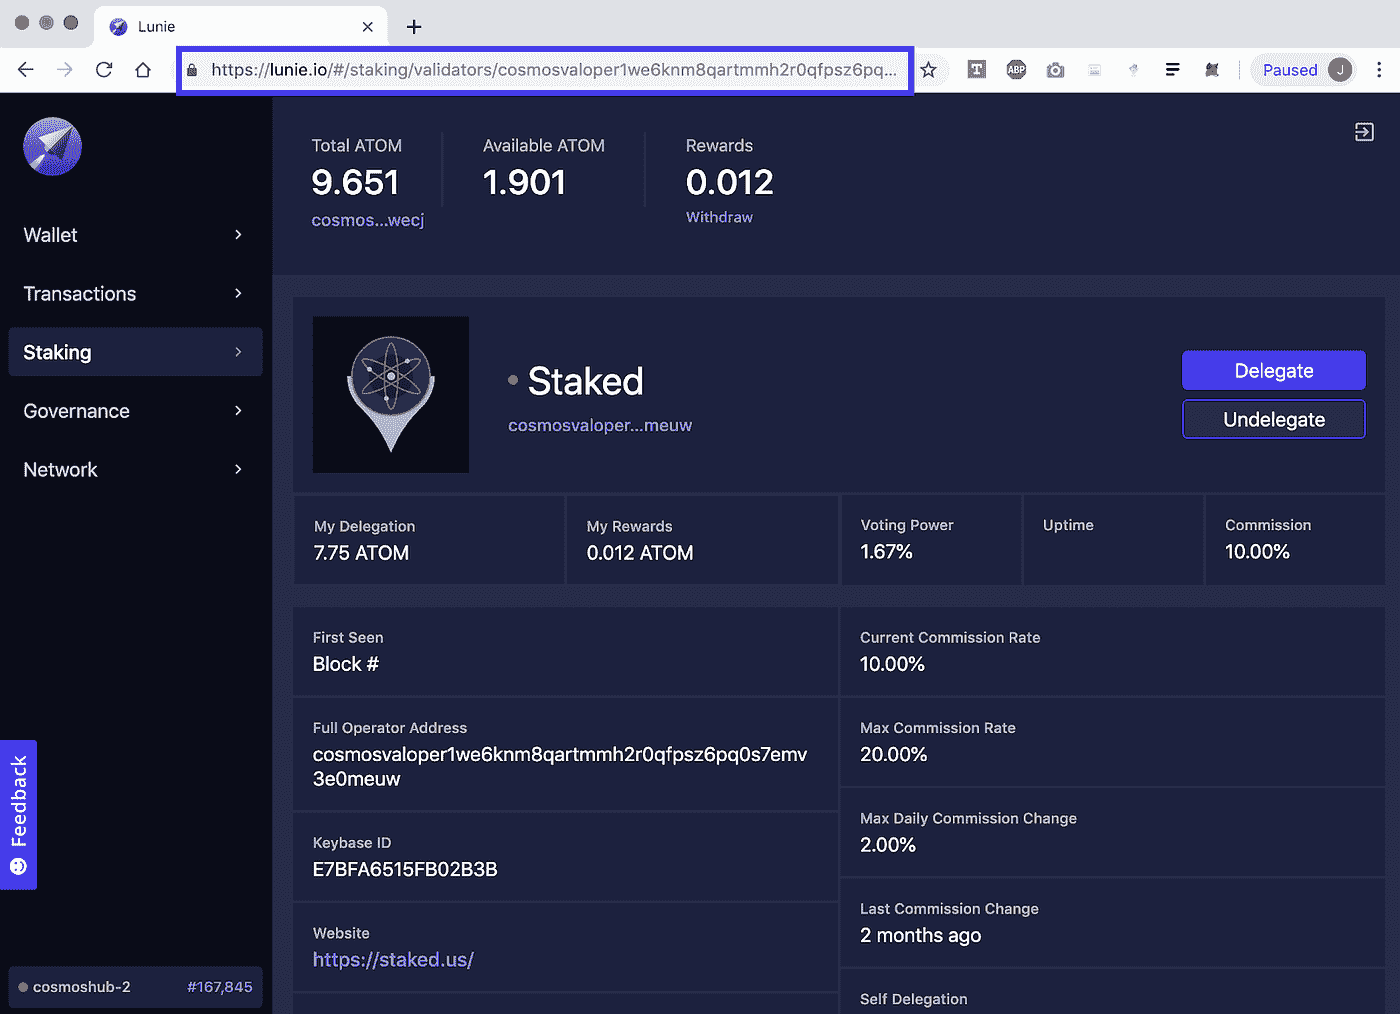 Lunie
https://lunie.io/#/staking/validators/cosmosvaloper1we6knm8qartmmh2r0qfpsz6pq...
T
ABP
Paused
J
Total ATOM
9.651
cosmos...wecj
Available ATOM
1.901
Rewards
0.012
Withdraw
Wallet
Transactions
Staking
Governance
Network
Staked
cosmosvaloper...meuw
Delegate
Undelegate
My Delegation
7.75 ATOM
My Rewards
0.012 ATOM
Voting Power
1.67%
Uptime
Commission
10.00%
First Seen
Block #
Full Operator Address
cosmosvaloper1we6knm8qartmmh2r0qfpsz6pq0s7emv
3e0meuw
Keybase ID
E7BFA6515FB02B3B
Website
https://staked.us/
Current Commission Rate
10.00%
Max Commission Rate
20.00%
Max Daily Commission Change
2.00%
Last Commission Change
2 months ago
Self Delegation
Feedback
cosmoshub-2
#167,845